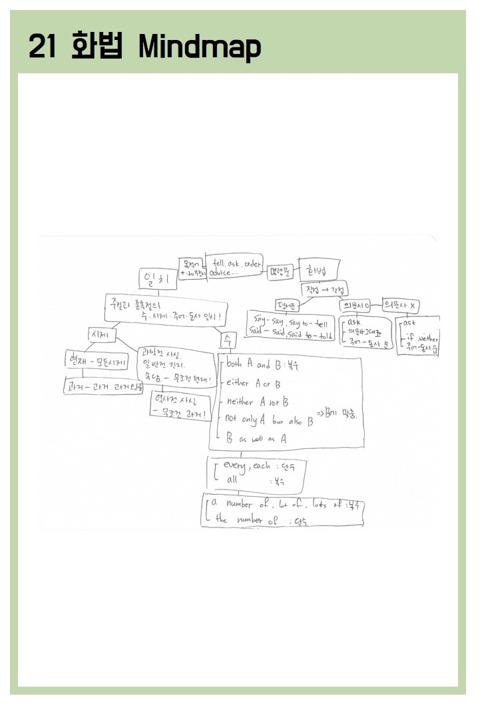 21 화법 Mindmap
일치
목적어
+ to부정사
tell, ask, order
advice...
명령문
화법
직접 → 간접
주절과 종속절의
수·시제·주어·동사 일치!
평서문
의문사 O
의문사 X
say - say, say to - tell
said - said, said to - told
ask
의문사 그대로
주어 - 동사 순
ask
if wether
주어 - 동사 순
시제
수
현재 - 모든시제
과학적 사실
일반적 진리
속담 - 무조건 현재!
과거 - 과거 과거완료
역사적 사실
- 무조건 과거!
both A and B : 복수
either A or B
neither A nor B
not only A but also B
B as well as A
⇒ B에 맞춤
every, each : 단수
all : 복수
a number of, lot of, lots of : 복수
the number of : 단수